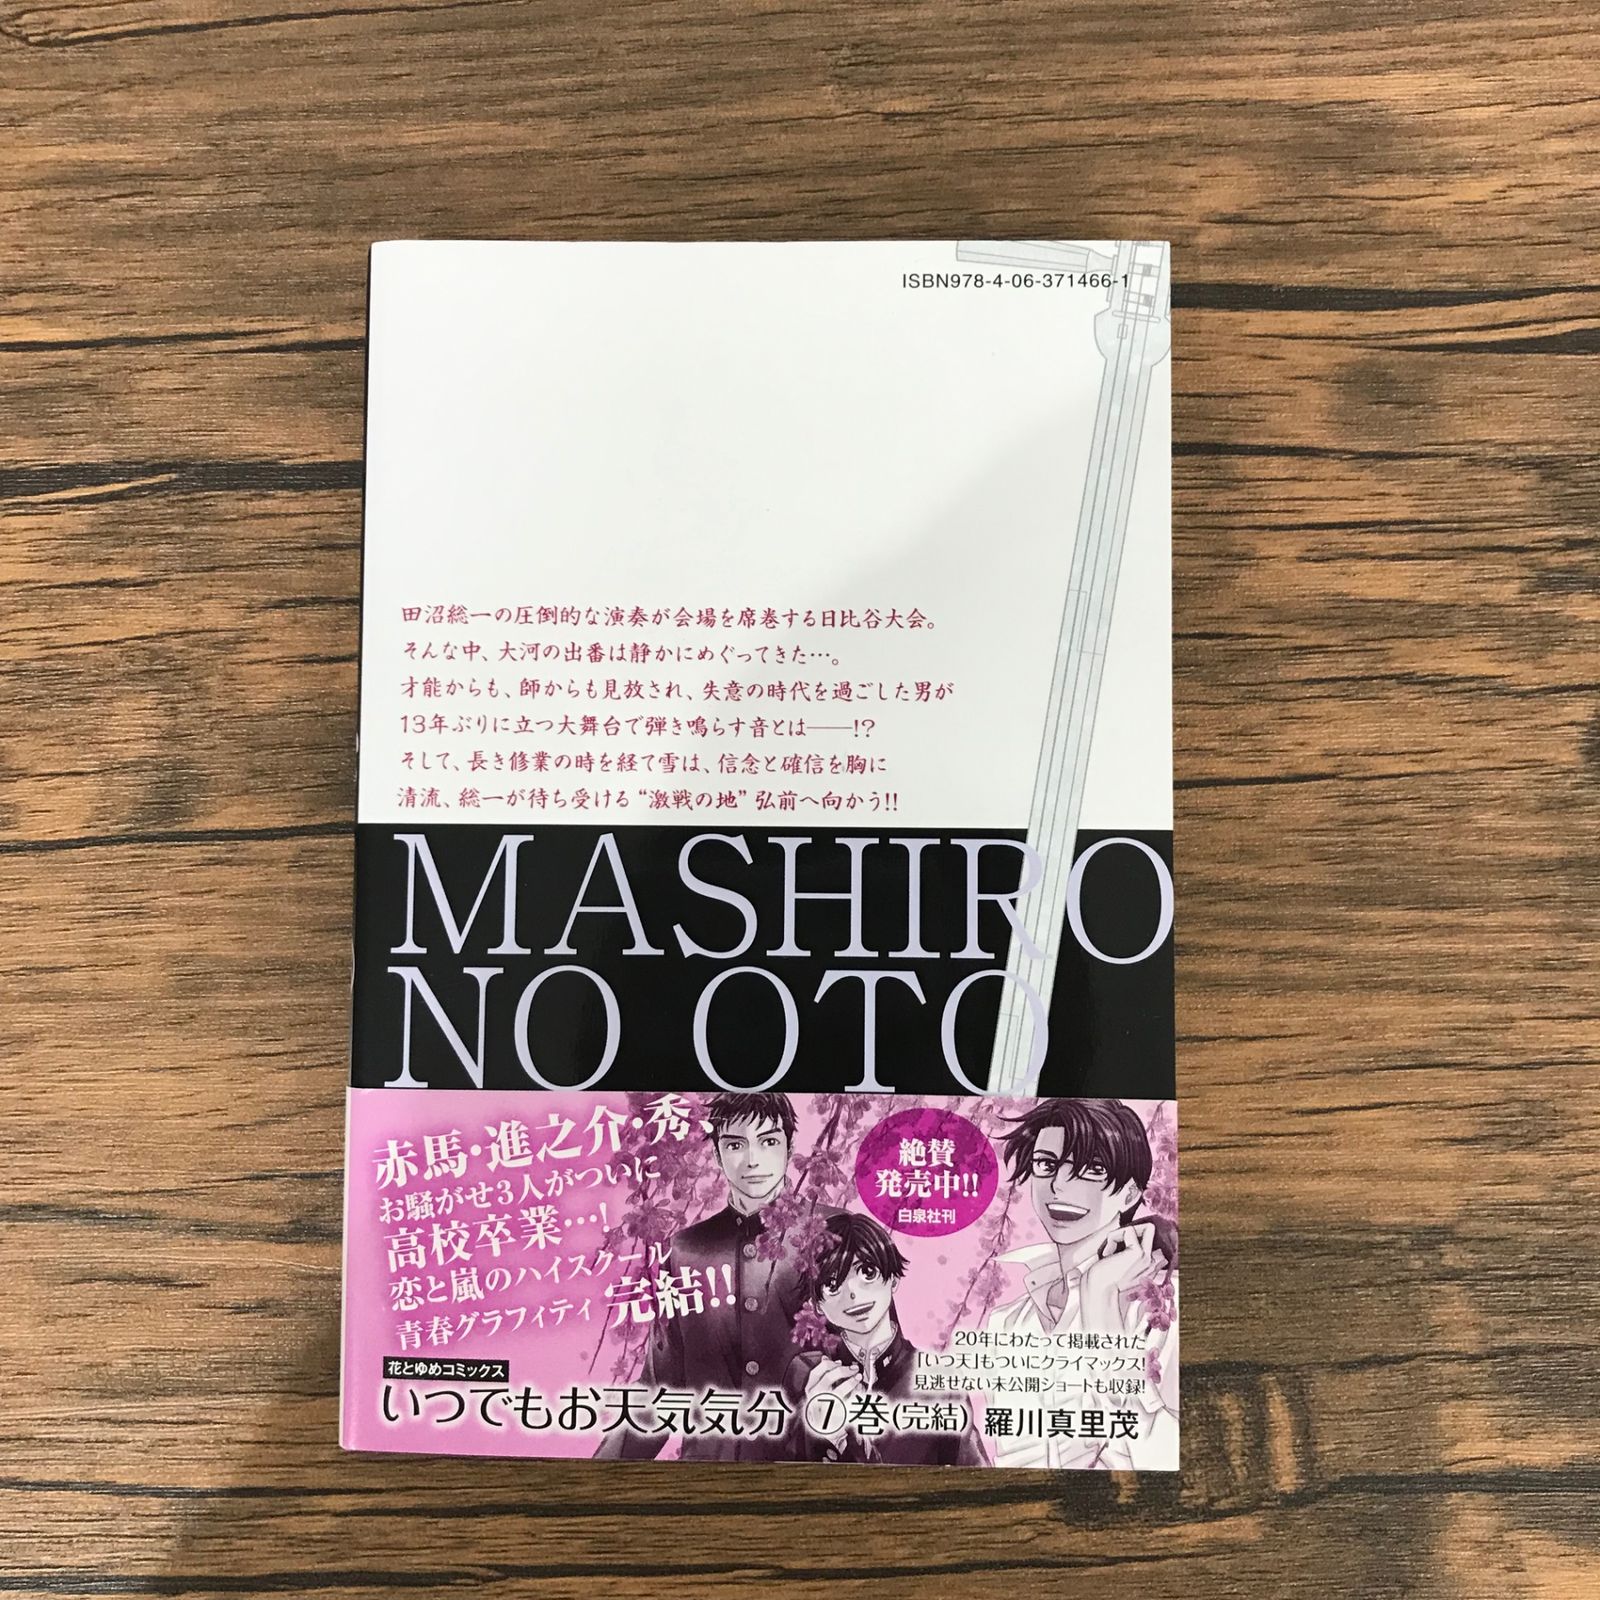 ISBN978-4-06-371466-1
田沼総一の圧倒的な演奏が会場を席巻する日比谷大会。
そんな中、大河の出番は静かにめぐってきた…。
才能からも、師からも見放され、失意の時代を過ごした男が
13年ぶりに立つ大舞台で弾き鳴らす音とは――!?
そして、長き修業の時を経て雪は、信念と確信を胸に
清流、総一が待ち受ける“激戦の地”弘前へ向かう!!
MASHIRO
NO OTO
赤馬・進之介・秀、
お騒がせ3人がついに
高校卒業…!
恋と嵐のハイスクール
青春グラフィティ 完結!!
絶賛
発売中!!
白泉社刊
20年にわたって掲載された
「いつ天」もついにクライマックス!
見逃せない未公開ショートも収録!
花とゆめコミックス
いつでもお天気気分 ⑦巻(完結) 羅川真里茂